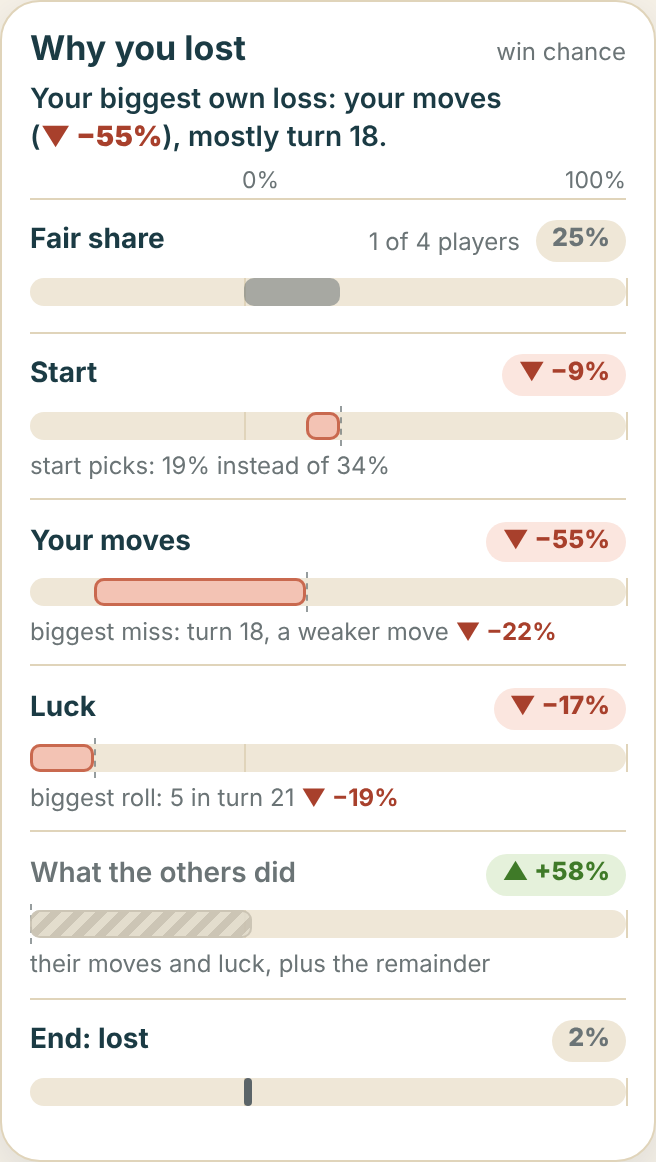 Why you lost
win chance
Your biggest own loss: your moves
(▼ −55%), mostly turn 18.
0%
100%
Fair share
1 of 4 players
25%
Start
▼ −9%
start picks: 19% instead of 34%
Your moves
▼ −55%
biggest miss: turn 18, a weaker move ▼ −22%
Luck
▼ −17%
biggest roll: 5 in turn 21 ▼ −19%
What the others did
▲ +58%
their moves and luck, plus the remainder
End: lost
2%